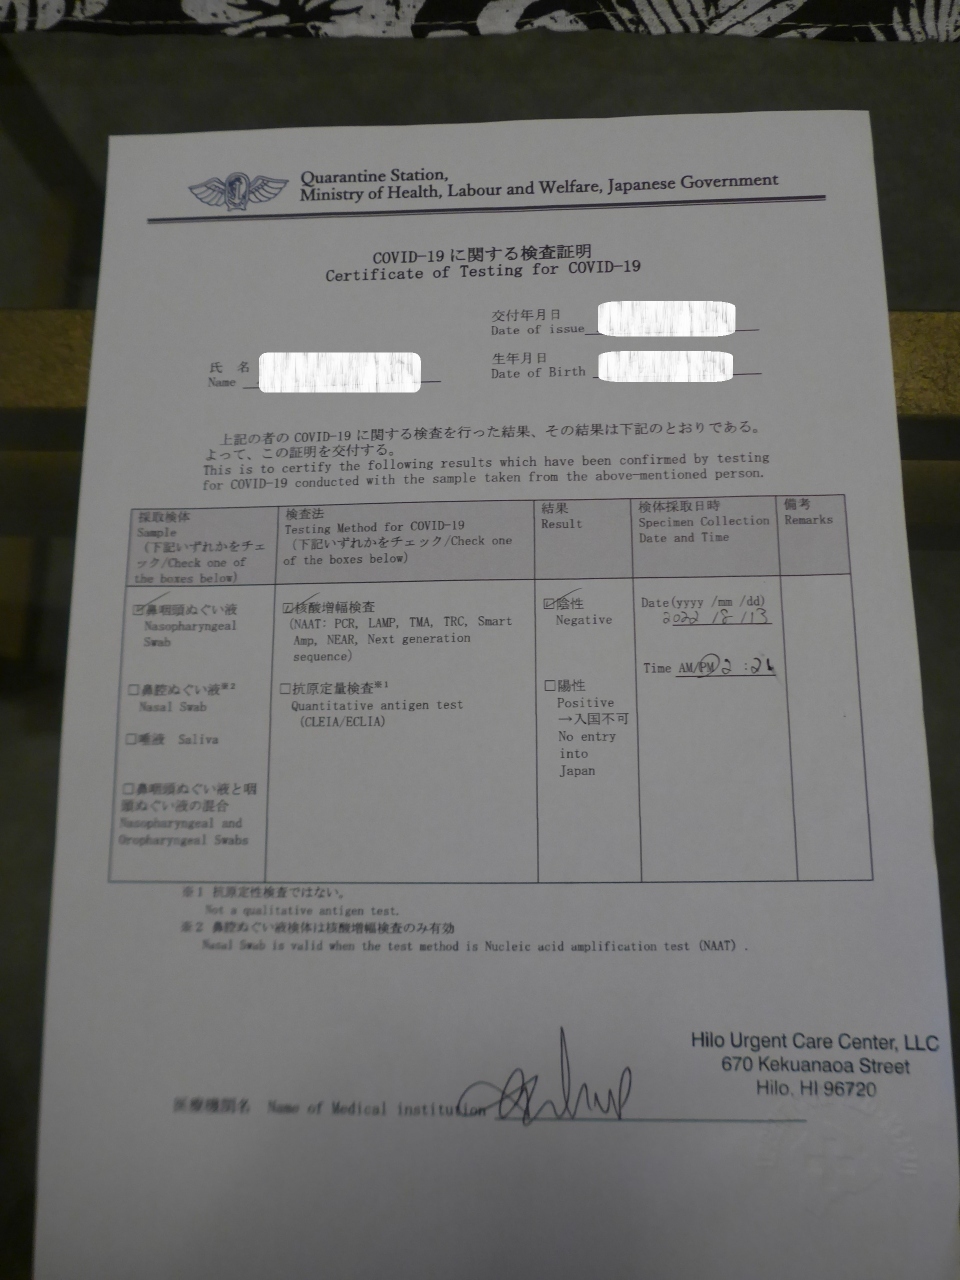 Quarantine Station,
Ministry of Health, Labour and Welfare, Japanese Government
COVID-19 に関する検査証明
Certificate of Testing for COVID-19
交付年月日
Date of issue
氏 名
Name
生年月日
Date of Birth
上記の者の COVID-19 に関する検査を行った結果、その結果は下記のとおりである。
よって、この証明を交付する。
This is to certify the following results which have been confirmed by testing
for COVID-19 conducted with the sample taken from the above-mentioned person.
採取検体
Sample
(下記いずれかをチェ
ック/Check one of
the boxes below)
検査法
Testing Method for COVID-19
(下記いずれかをチェック/Check one
of the boxes below)
結果
Result
検体採取日時
Specimen Collection
Date and Time
備考
Remarks
☑鼻咽頭ぬぐい液
Nasopharyngeal
Swab
□鼻腔ぬぐい液※2
Nasal Swab
□唾液 Saliva
□鼻咽頭ぬぐい液と咽
頭ぬぐい液の混合
Nasopharyngeal and
Oropharyngeal Swabs
☑核酸増幅検査
(NAAT: PCR, LAMP, TMA, TRC, Smart
Amp, NEAR, Next generation
sequence)
□抗原定量検査※1
Quantitative antigen test
(CLEIA/ECLIA)
☑陰性
Negative
□陽性
Positive
→入国不可
No entry
into
Japan
Date(yyyy /mm /dd)
2022 /8 /13
Time AM/PM 2 : 26
※1 抗原定性検査ではない。
Not a qualitative antigen test.
※2 鼻腔ぬぐい液検体は核酸増幅検査のみ有効
Nasal Swab is valid when the test method is Nucleic acid amplification test (NAAT) .
Hilo Urgent Care Center, LLC
670 Kekuanaoa Street
Hilo, HI 96720
医療機関名 Name of Medical institution